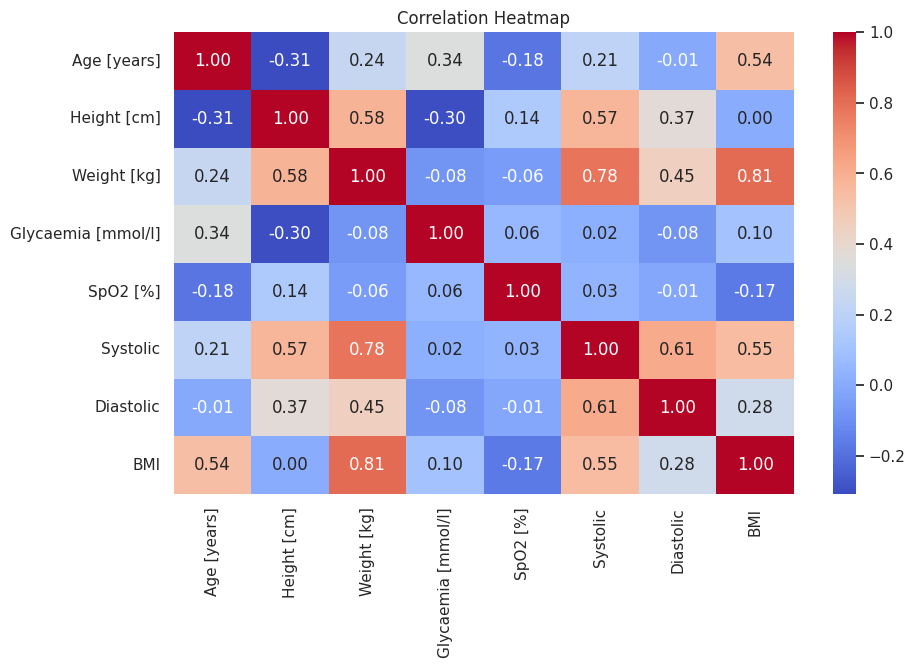 Correlation Heatmap
Age [years] 1.00 -0.31 0.24 0.34 -0.18 0.21 -0.01 0.54
Height [cm] -0.31 1.00 0.58 -0.30 0.14 0.57 0.37 0.00
Weight [kg] 0.24 0.58 1.00 -0.08 -0.06 0.78 0.45 0.81
Glycaemia [mmol/l] 0.34 -0.30 -0.08 1.00 0.06 0.02 -0.08 0.10
SpO2 [%] -0.18 0.14 -0.06 0.06 1.00 0.03 -0.01 -0.17
Systolic 0.21 0.57 0.78 0.02 0.03 1.00 0.61 0.55
Diastolic -0.01 0.37 0.45 -0.08 -0.01 0.61 1.00 0.28
BMI 0.54 0.00 0.81 0.10 -0.17 0.55 0.28 1.00
Age [years]
Height [cm]
Weight [kg]
Glycaemia [mmol/l]
SpO2 [%]
Systolic
Diastolic
BMI
1.0
0.8
0.6
0.4
0.2
0.0
−0.2